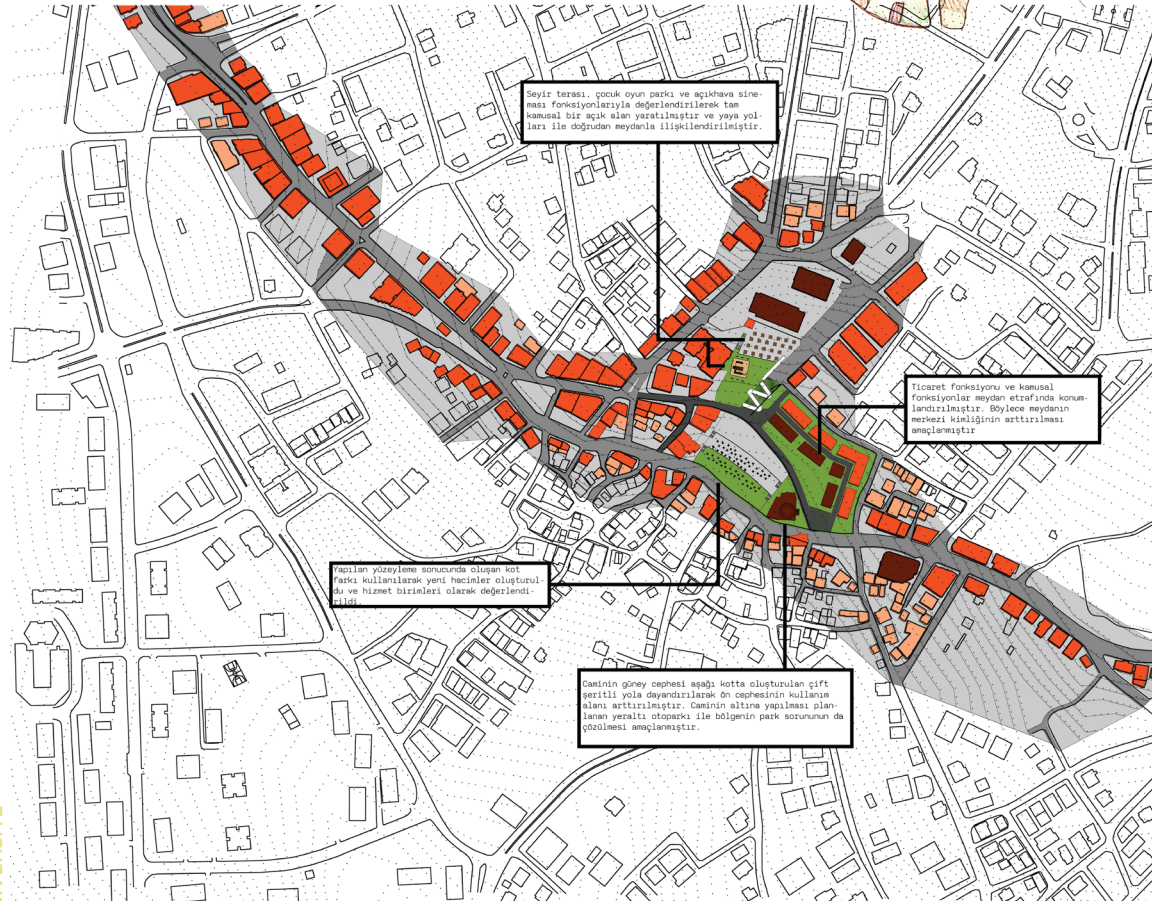 Seyir terası, çocuk oyun parkı ve açıkhava sine-
ması fonksiyonlarıyla değerlendirilerek tam
kamusal bir açık alan yaratılmıştır ve yaya yol-
ları ile doğrudan meydanla ilişkilendirilmiştir.
Ticaret fonksiyonu ve kamusal
fonksiyonlar meydan etrafında konum-
landırılmıştır. Böylece meydanın
merkezi kimliğinin arttırılması
amaçlanmıştır
Yapılan yüzeyleme sonucunda oluşan kot
farkı kullanılarak yeni hacimler oluşturul-
du ve hizmet birimleri olarak değerlendi-
rildi.
Caminin güney cephesi aşağı kotta oluşturulan çift
şeritli yola dayandırılarak ön cephesinin kullanım
alanı arttırılmıştır. Caminin altına yapılması plan-
lanan yeraltı otoparkı ile bölgenin park sorununun da
çözülmesi amaçlanmıştır.